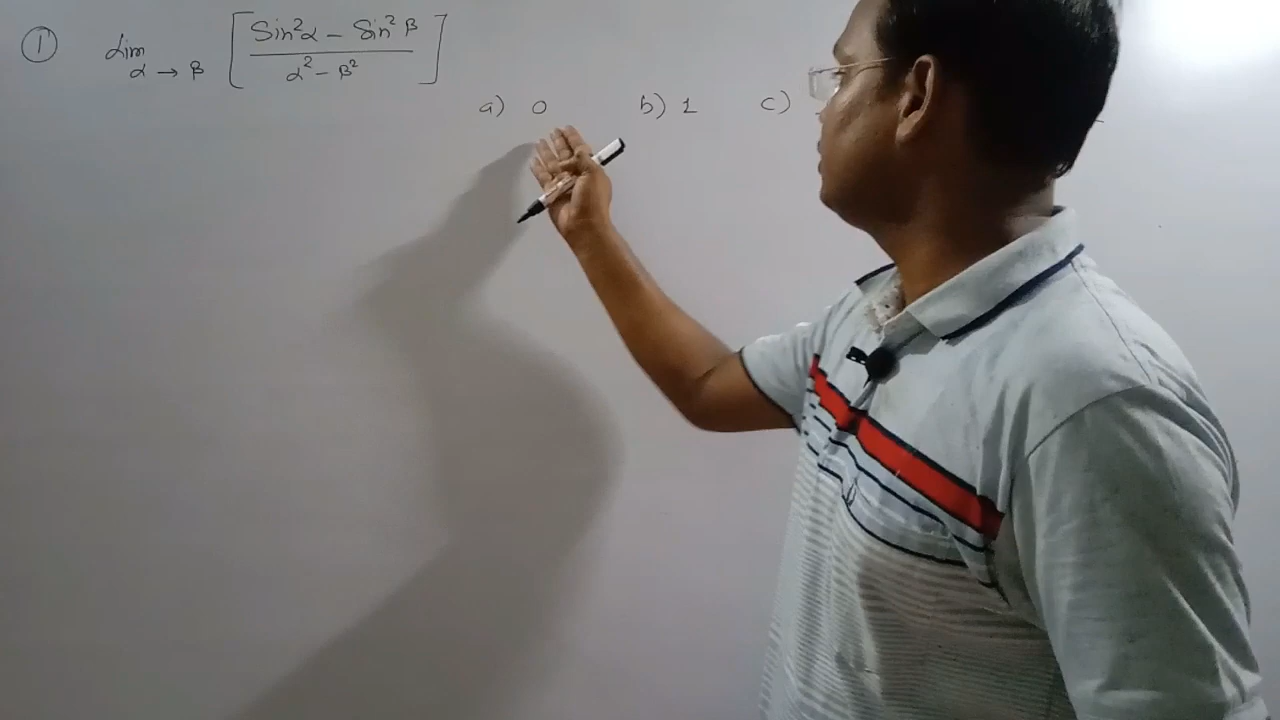 ① Lim α → β [ Sin²α - Sin²β / α² - β² ]
a) 0 b) 1 c)